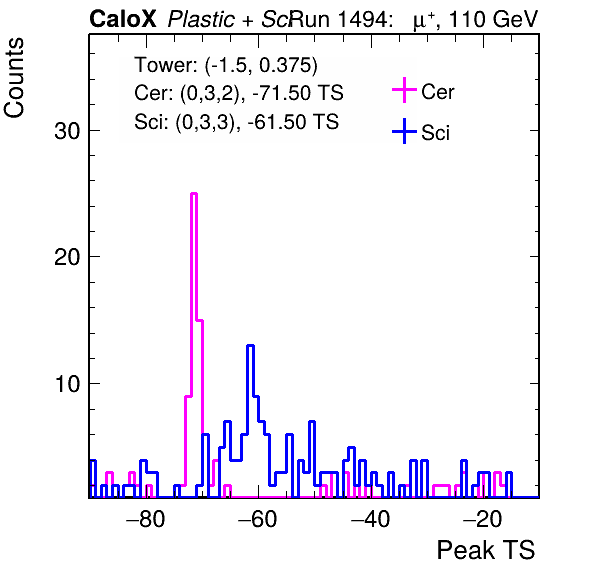 CaloX Plastic + SciRun 1494: μ⁺, 110 GeV
Counts
Tower: (-1.5, 0.375)
Cer: (0,3,2), -71.50 TS
Sci: (0,3,3), -61.50 TS
Cer
Sci
30
20
10
−80 −60 −40 −20
Peak TS